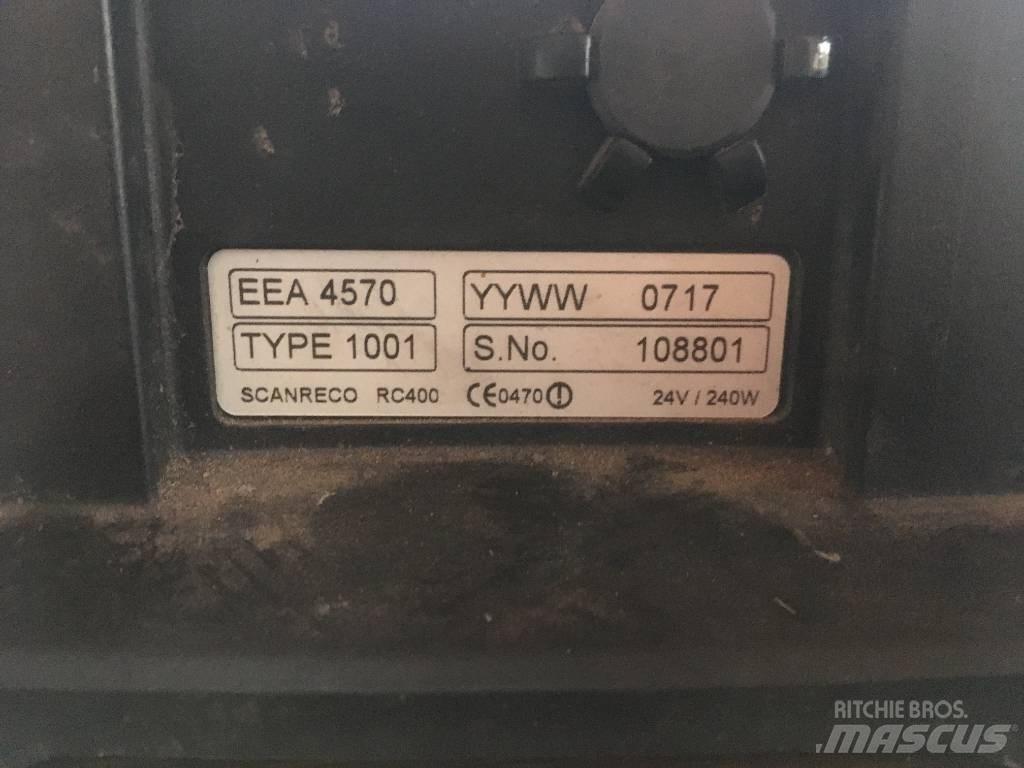 EEA 4570 YYWW 0717
TYPE 1001 S.No. 108801
SCANRECO RC400 CE0470 24V / 240W
RITCHIE BROS.
MASCUS